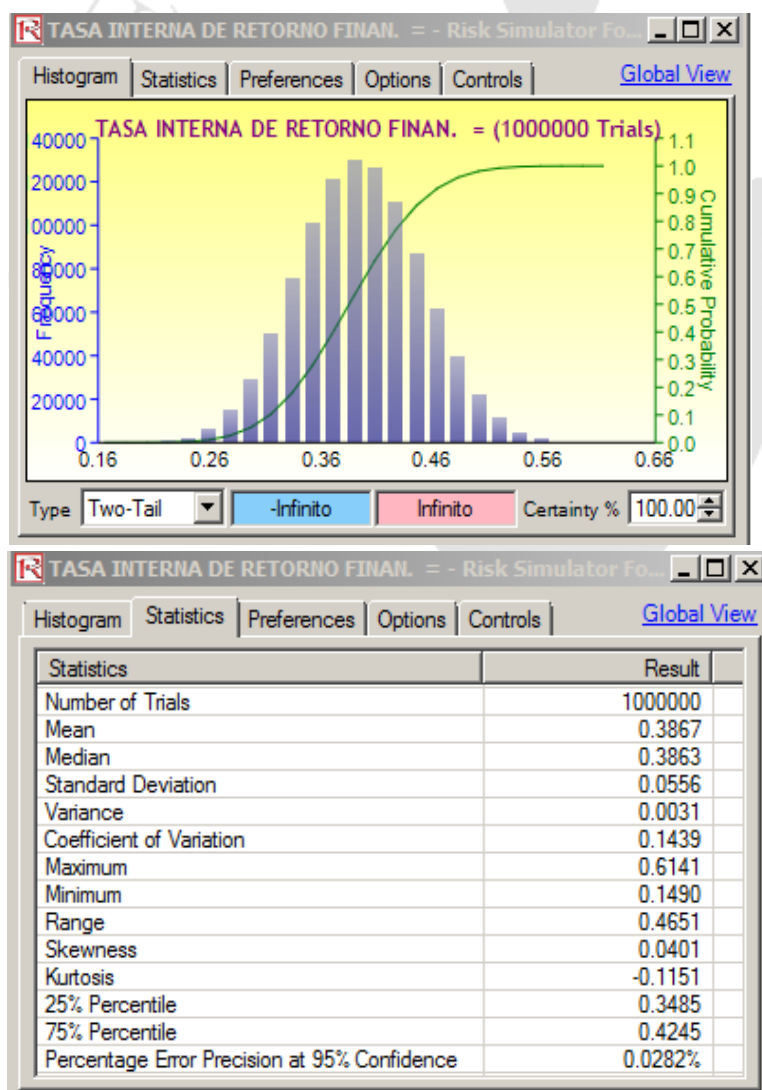 TASA INTERNA DE RETORNO FINAN. = - Risk Simulator Fo...
Histogram Statistics Preferences Options Controls Global View
TASA INTERNA DE RETORNO FINAN. = (1000000 Trials)
40000
20000
00000
80000
60000
40000
20000
0
Frequency
1.1
1.0
0.9
0.8
0.7
0.6
0.5
0.4
0.3
0.2
0.1
0.0
Cumulative Probability
0.16 0.26 0.36 0.46 0.56 0.66
Type Two-Tail -Infinito Infinito Certainty % 100.00
TASA INTERNA DE RETORNO FINAN. = - Risk Simulator Fo...
Histogram Statistics Preferences Options Controls Global View
Statistics Result
Number of Trials 1000000
Mean 0.3867
Median 0.3863
Standard Deviation 0.0556
Variance 0.0031
Coefficient of Variation 0.1439
Maximum 0.6141
Minimum 0.1490
Range 0.4651
Skewness 0.0401
Kurtosis -0.1151
25% Percentile 0.3485
75% Percentile 0.4245
Percentage Error Precision at 95% Confidence 0.0282%